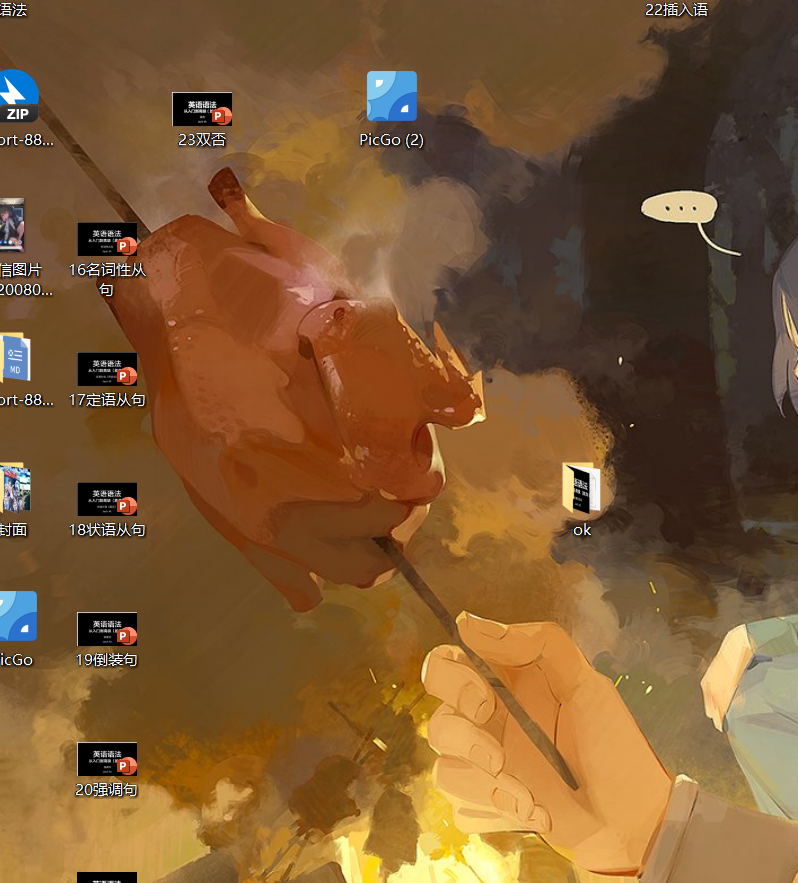 语法
22插入语
ZIP
ort-88...
英语语法
P
23双否
PicGo (2)
英语语法
P
信图片
20080...
16名词性从
句
MD
英语语法
P
ort-88...
17定语从句
英语语法
P
封面
18状语从句
ok
英语语法
P
icGo
19倒装句
英语语法
P
20强调句